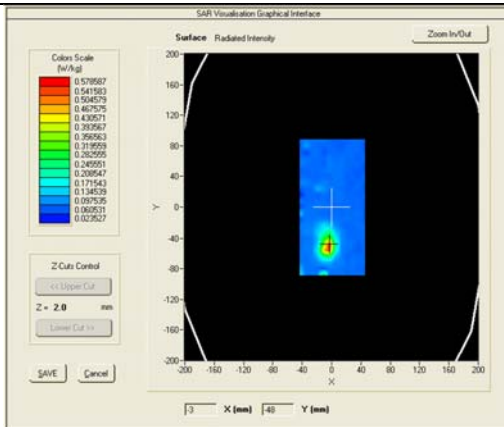 SAR Visualisation Graphical Interface
Surface Radiated Intensity
Zoom In/Out
Colors Scale
(W/kg)
0.578587
0.541583
0.504579
0.467575
0.430571
0.393567
0.356563
0.319559
0.282555
0.245551
0.208547
0.171543
0.134539
0.097535
0.060531
0.023527
Z-Cuts Control
<< Upper Cut
Z = 2.0 mm
Lower Cut >>
SAVE Cancel
200
160
120
80
40
0
-40
-80
-120
-160
-200
Y
-200 -160 -120 -80 -40 0 40 80 120 160 200
X
-3 X (mm) -48 Y (mm)